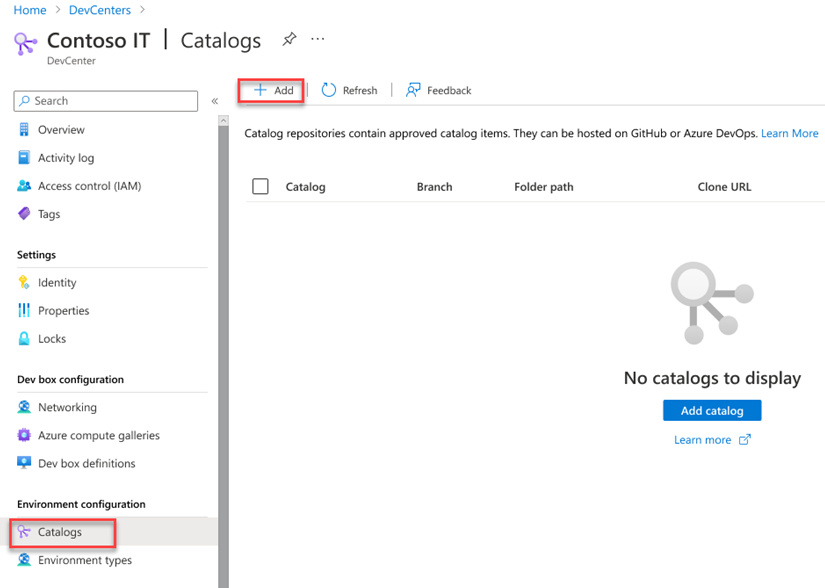 Home > DevCenters >
Contoso IT | Catalogs ...
DevCenter
Search «
Overview
Activity log
Access control (IAM)
Tags
Settings
Identity
Properties
Locks
Dev box configuration
Networking
Azure compute galleries
Dev box definitions
Environment configuration
Catalogs
Environment types
+ Add | Refresh | Feedback
Catalog repositories contain approved catalog items. They can be hosted on GitHub or Azure DevOps. Learn More
Catalog Branch Folder path Clone URL
No catalogs to display
Add catalog
Learn more